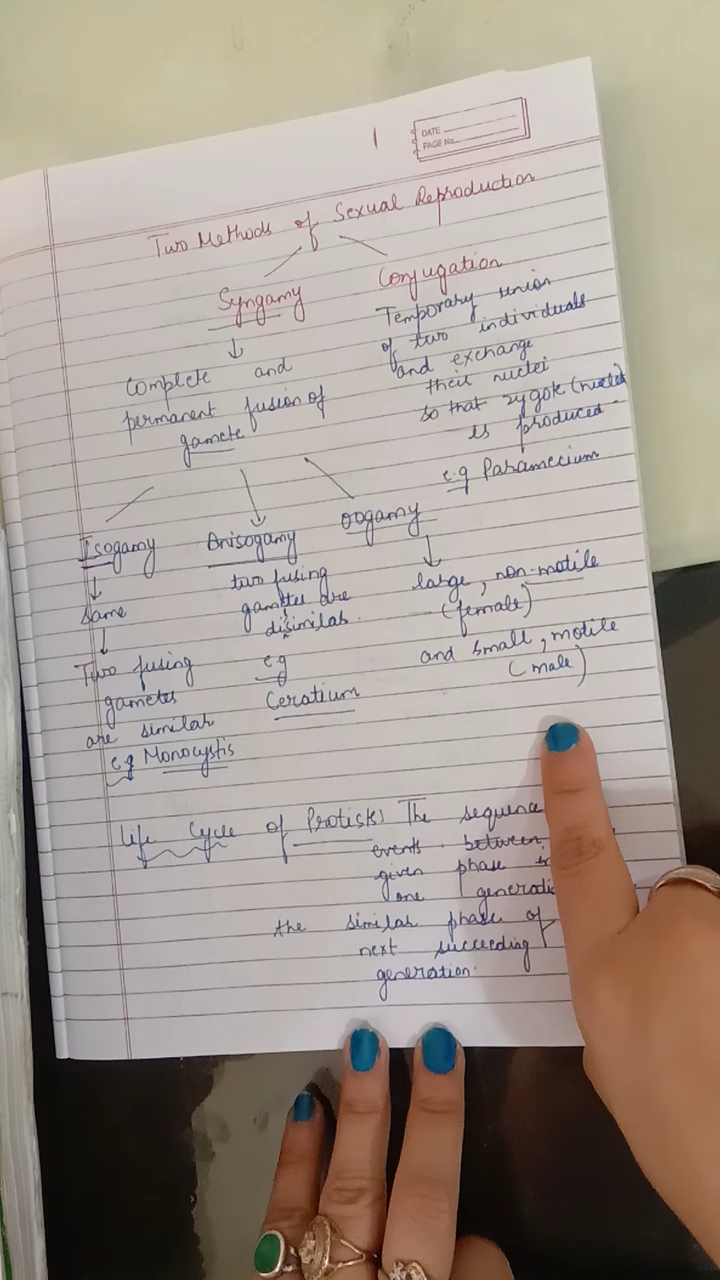 1
DATE
PAGE No.
Two Methods of Sexual Reproduction
Syngamy
Complete and
permanent fusion of
gamete
Conjugation
Temporary union
of two individuals
and exchange
their nuclei
so that zygote (nuclei)
is produced
e.g Paramecium
Isogamy
Same
Two fusing
gametes
are similar
e.g Monocystis
Anisogamy
two fusing
gametes are
disimilar.
eg
Ceratium
Oogamy
large, non-motile
(female)
and small, motile
(male)
Life Cycle of Protists: The sequence
events between
given phase
one
the similar phase of
next succeeding
generation.